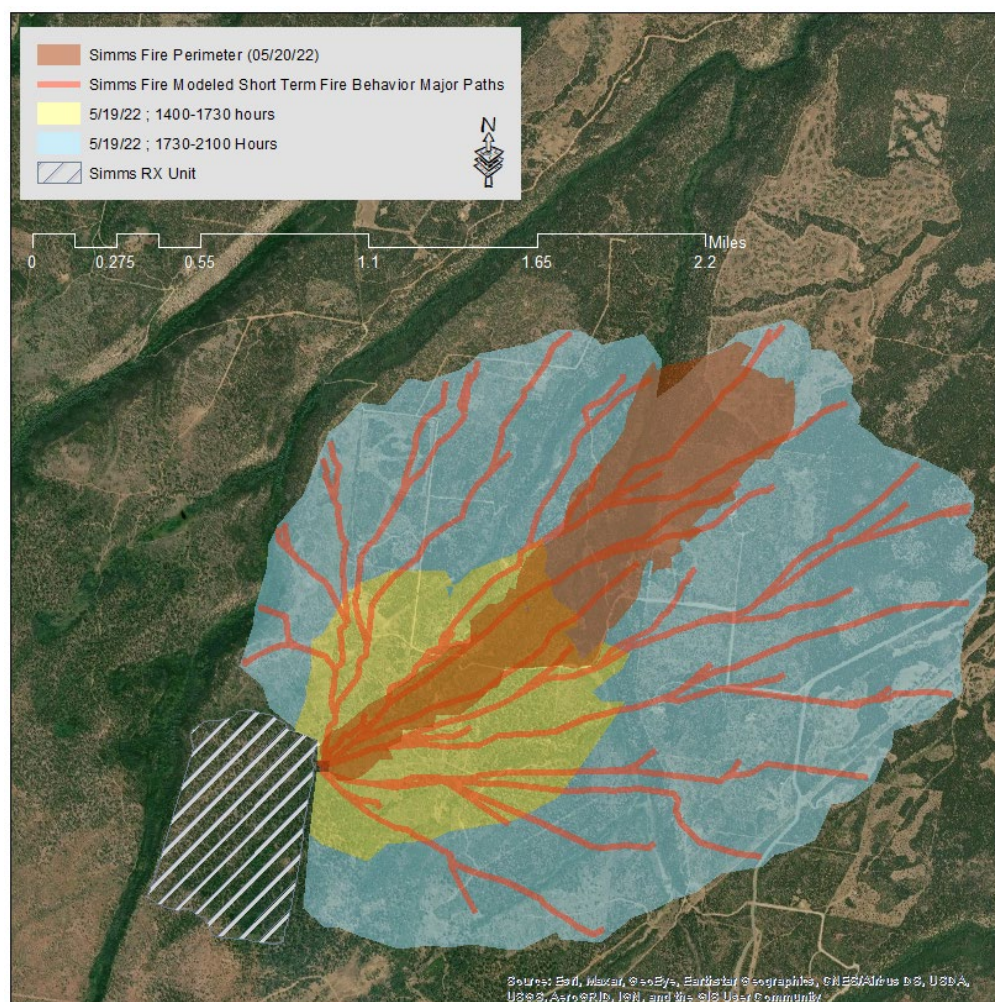 Simms Fire Perimeter (05/20/22)
Simms Fire Modeled Short Term Fire Behavior Major Paths
5/19/22 ; 1400-1730 hours
5/19/22 ; 1730-2100 Hours
Simms RX Unit
N
Miles
0 0.275 0.55 1.1 1.65 2.2
Source: Esri, Maxar, GeoEye, Earthstar Geographics, CNES/Airbus DS, USDA,
USGS, AeroGRID, IGN, and the GIS User Community